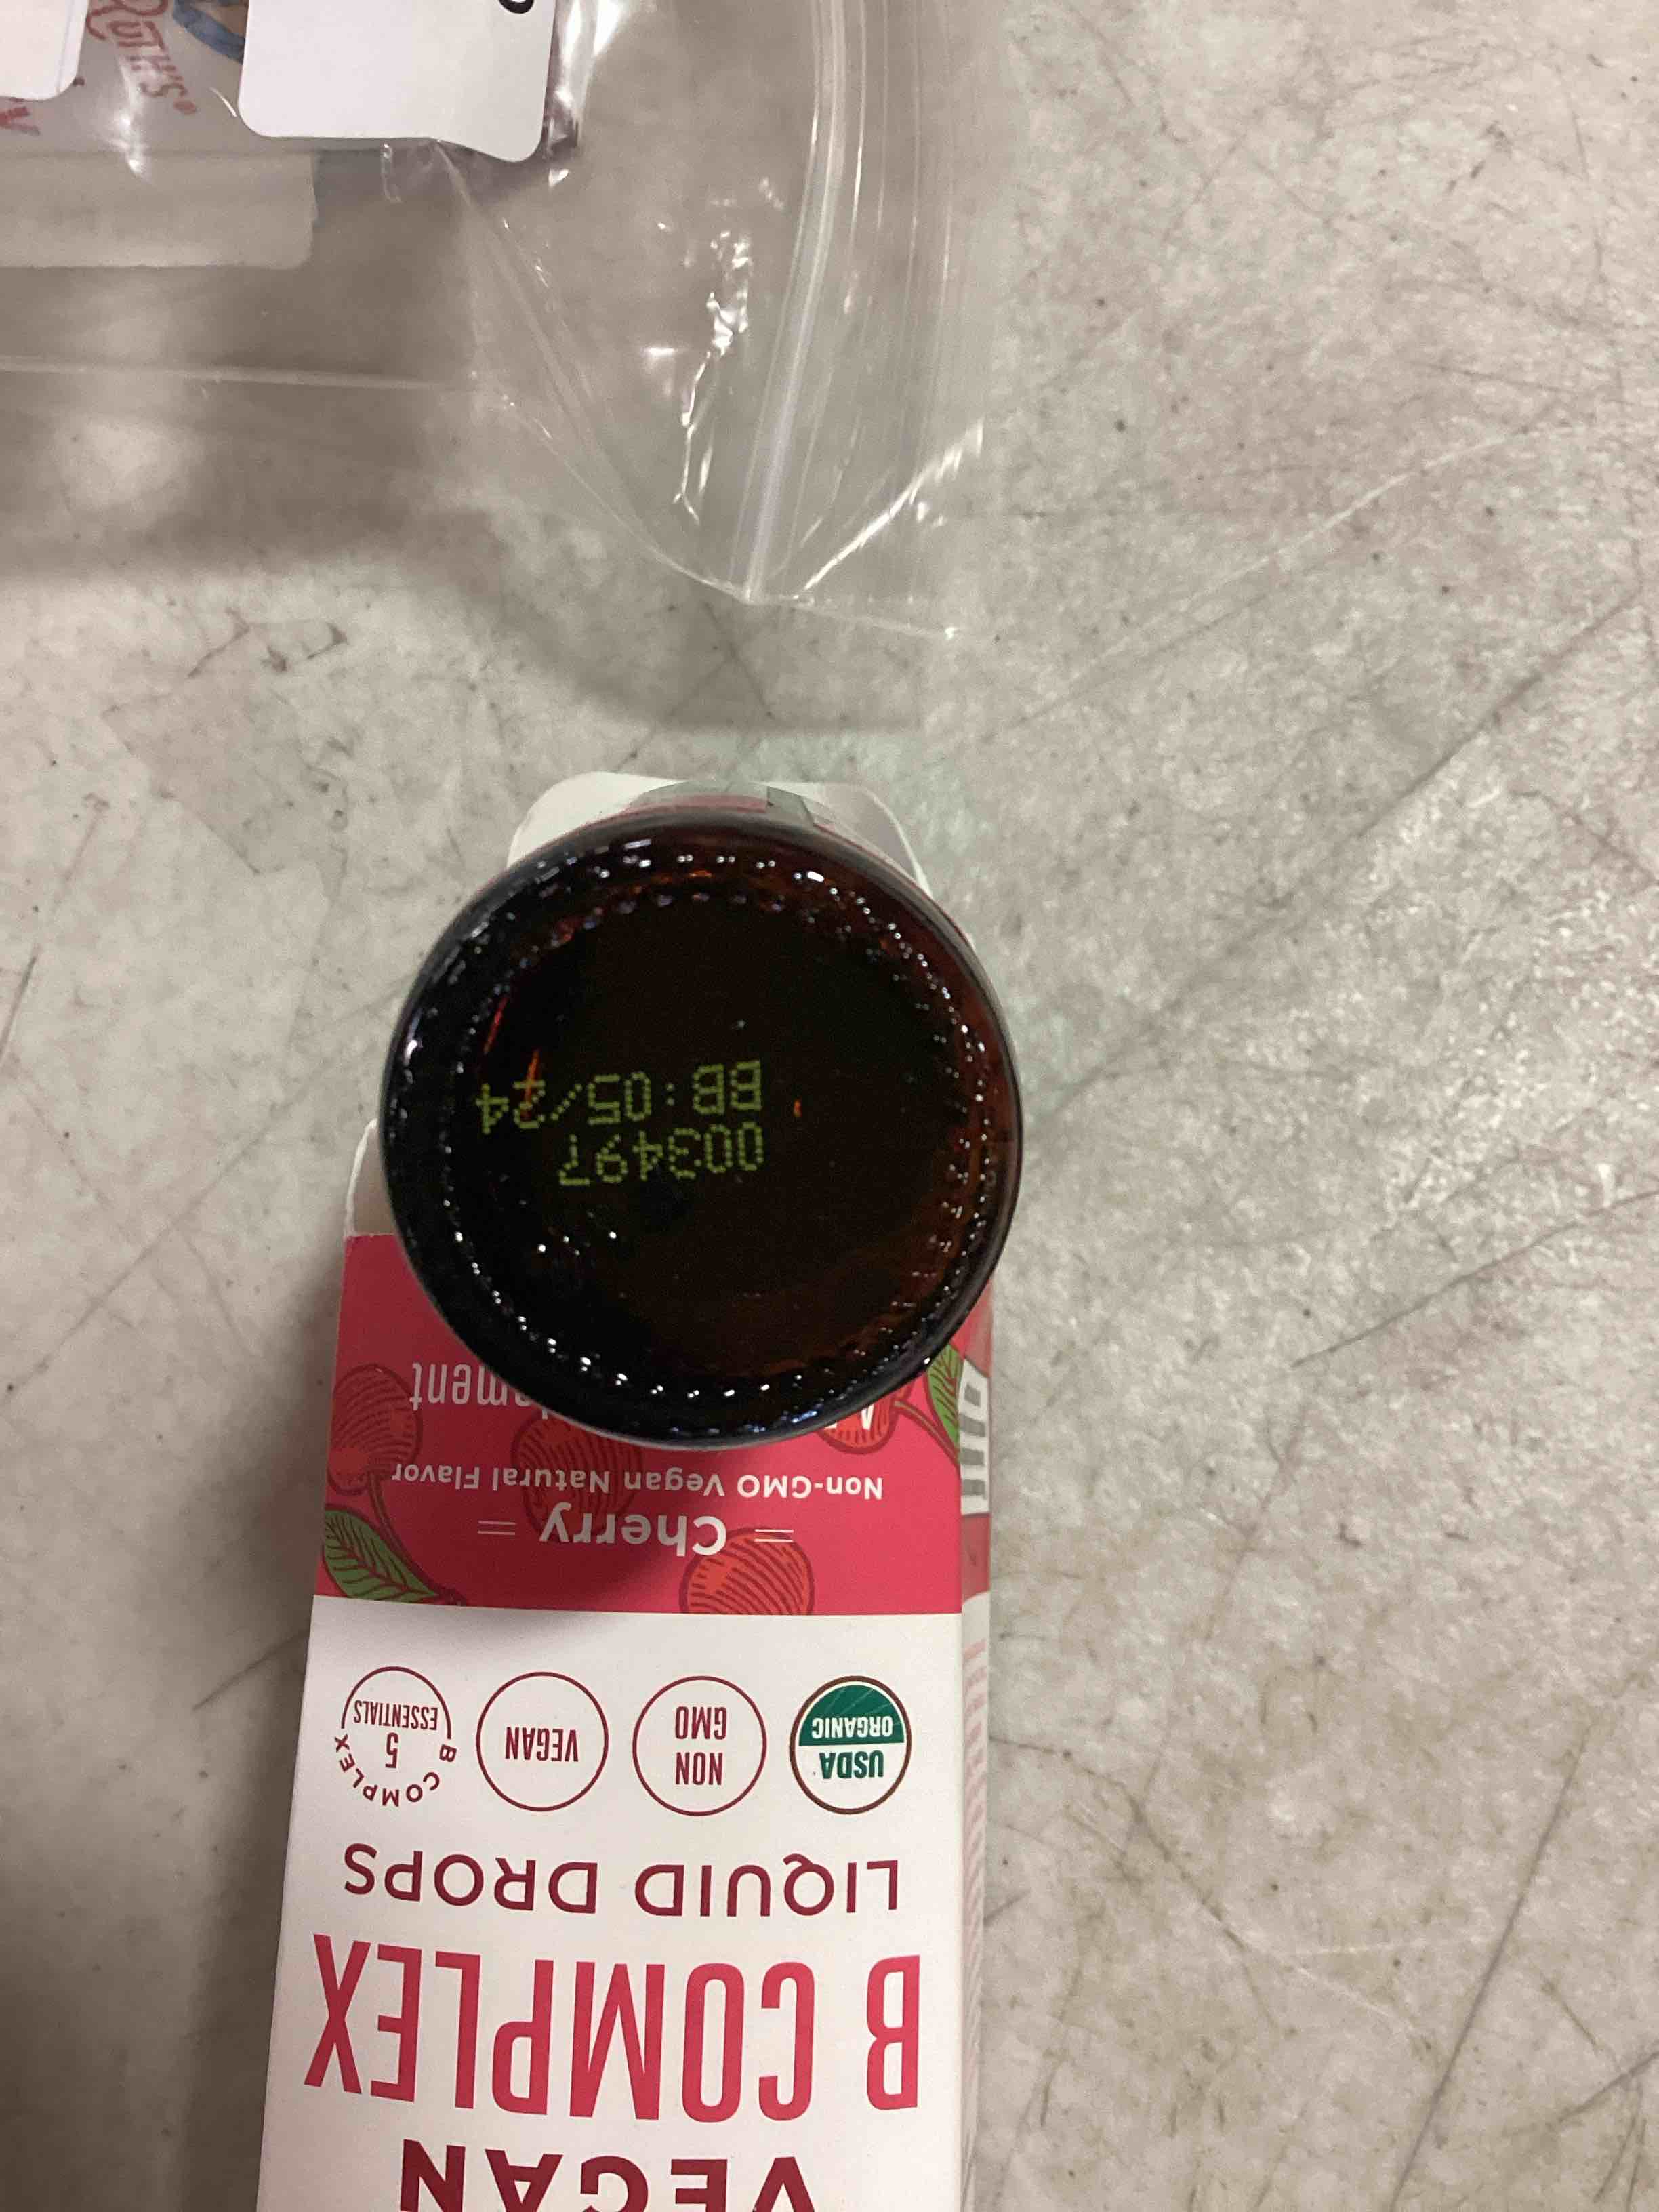 RUTH'S
003497
BB:05/24
VEGAN
B COMPLEX
LIQUID DROPS
USDA
ORGANIC
NON
GMO
VEGAN
B COMPLEX
5
ESSENTIALS
Cherry
Non-GMO Vegan Natural Flavor